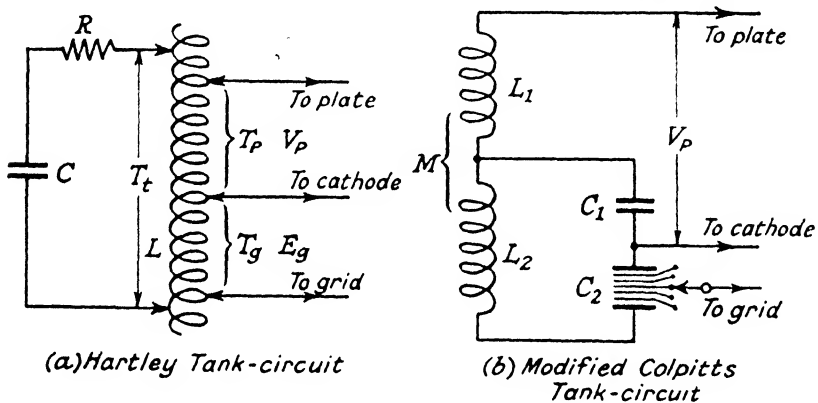 R
C
T_t
L
To plate
T_p V_p
To cathode
T_g E_g
To grid
(a) Hartley Tank-circuit
To plate
L_1
V_p
M
C_1
To cathode
L_2
C_2
To grid
(b) Modified Colpitts
Tank-circuit